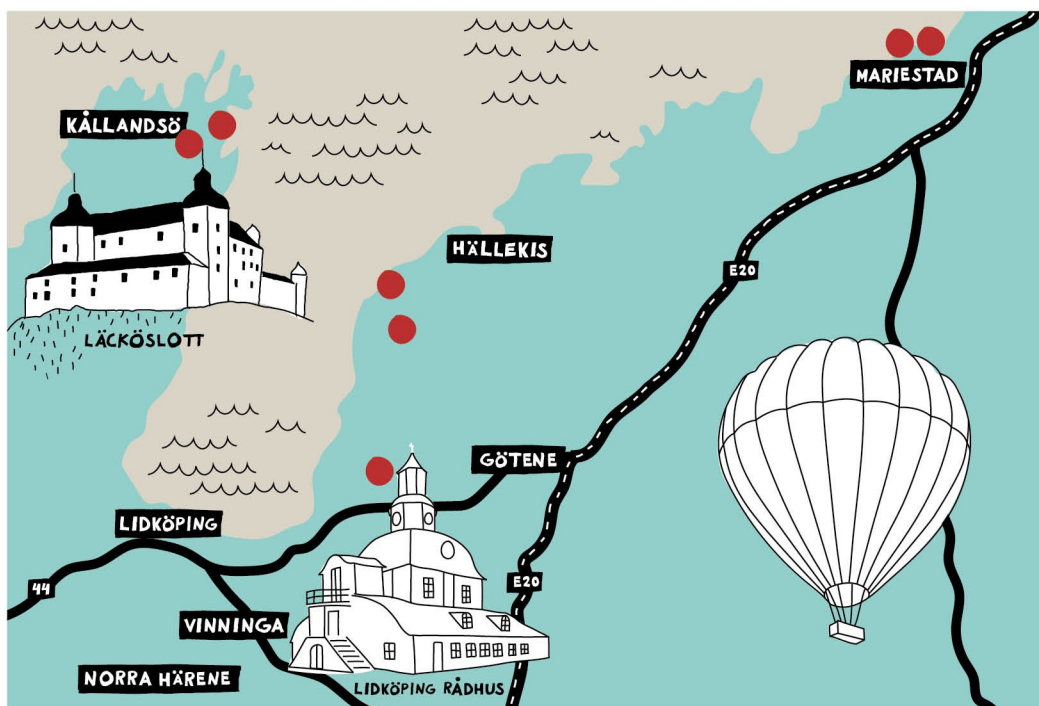 MARIESTAD
KÅLLANDSÖ
HÄLLEKIS
E20
LÄCKÖSLOTT
GÖTENE
LIDKÖPING
44
E20
VINNINGA
NORRA HÄRENE
LIDKÖPING RÅDHUS